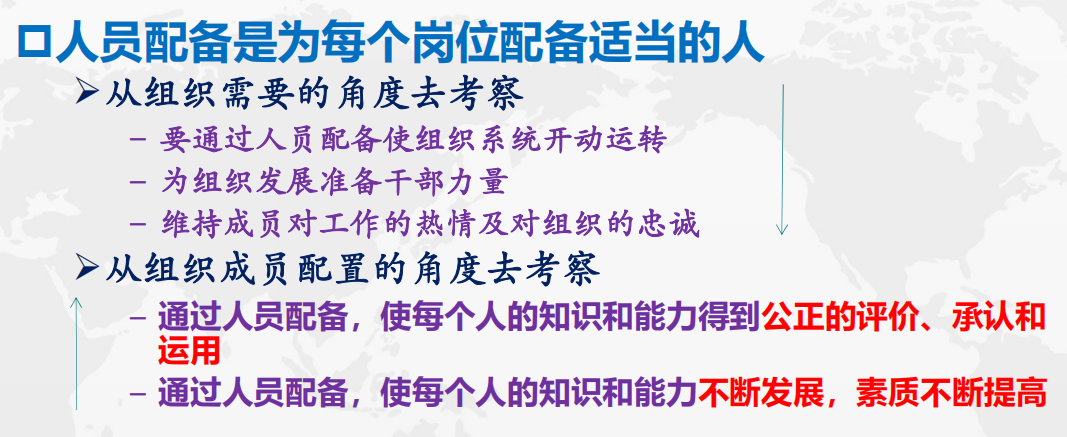 人员配备是为每个岗位配备适当的人
从组织需要的角度去考察
– 要通过人员配备使组织系统开动运转
– 为组织发展准备干部力量
– 维持成员对工作的热情及对组织的忠诚
从组织成员配置的角度去考察
– 通过人员配备，使每个人的知识和能力得到公正的评价、承认和
运用
– 通过人员配备，使每个人的知识和能力不断发展，素质不断提高